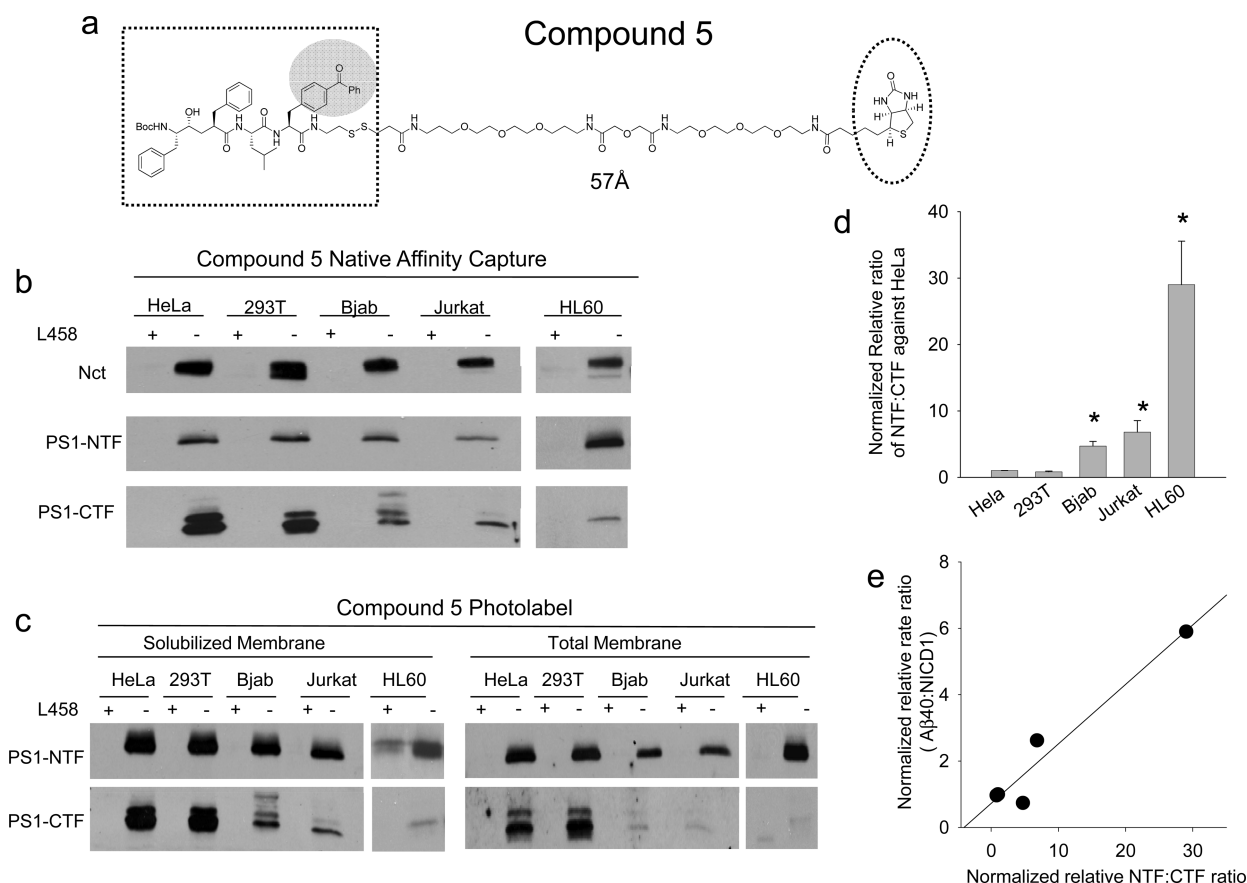 a
Compound 5
BocHN
OH
O
Ph
S S
57Å
b
Compound 5 Native Affinity Capture
HeLa 293T Bjab Jurkat HL60
L458 + - + - + - + - + -
Nct
PS1-NTF
PS1-CTF
c
Compound 5 Photolabel
Solubilized Membrane Total Membrane
HeLa 293T Bjab Jurkat HL60 HeLa 293T Bjab Jurkat HL60
L458 + - + - + - + - + - + - + - + - + - + -
PS1-NTF
PS1-CTF
d
Normalized Relative ratio
of NTF:CTF against HeLa
40
30
20
10
0
* * *
Hela 293T Bjab Jurkat HL60
e
Normalized relative rate ratio
( Aβ40:NICD1)
8
6
4
2
0
0 10 20 30
Normalized relative NTF:CTF ratio